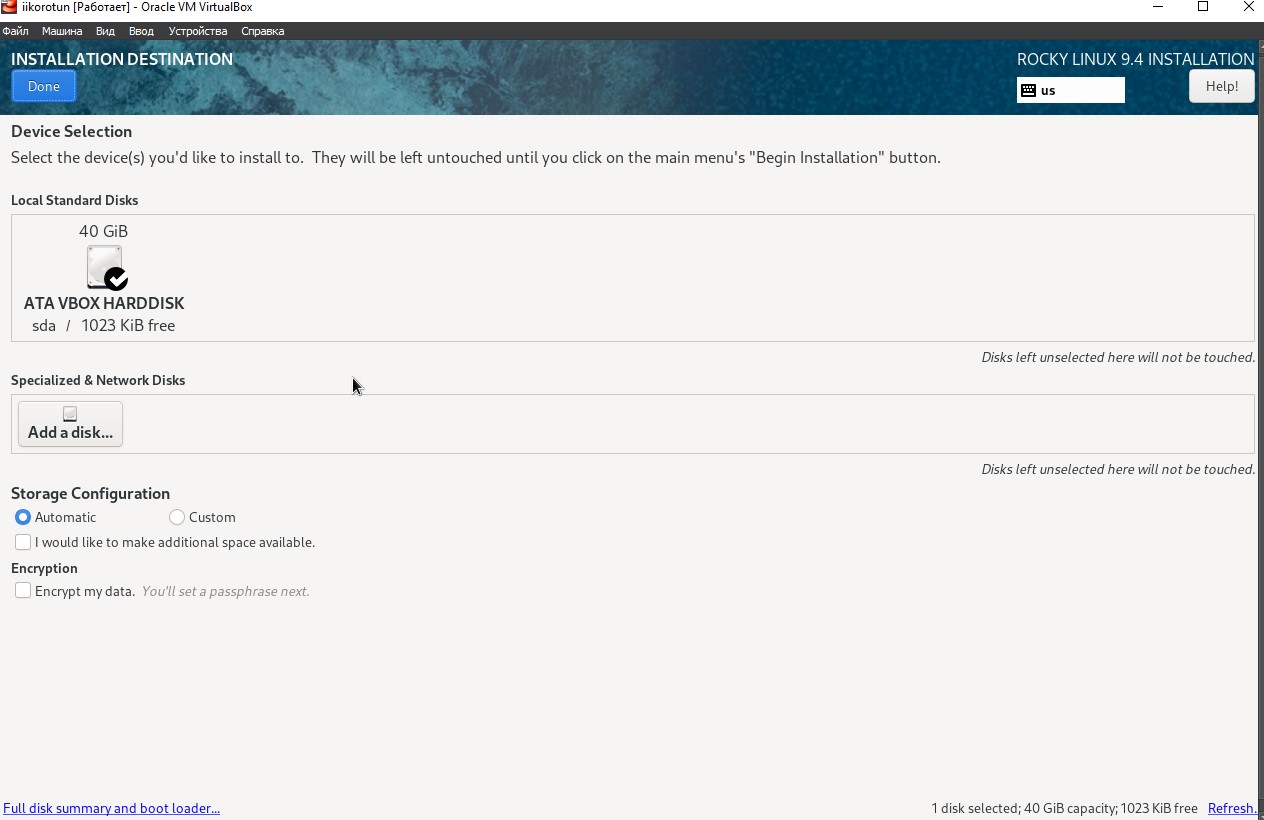 iikorotun [Работает] - Oracle VM VirtualBox
Файл Машина Вид Ввод Устройства Справка
INSTALLATION DESTINATION
ROCKY LINUX 9.4 INSTALLATION
Done
us
Help!
Device Selection
Select the device(s) you'd like to install to. They will be left untouched until you click on the main menu's "Begin Installation" button.
Local Standard Disks
40 GiB
ATA VBOX HARDDISK
sda / 1023 KiB free
Disks left unselected here will not be touched.
Specialized & Network Disks
Add a disk...
Disks left unselected here will not be touched.
Storage Configuration
Automatic Custom
I would like to make additional space available.
Encryption
Encrypt my data. You'll set a passphrase next.
Full disk summary and boot loader... 1 disk selected; 40 GiB capacity; 1023 KiB free Refresh.